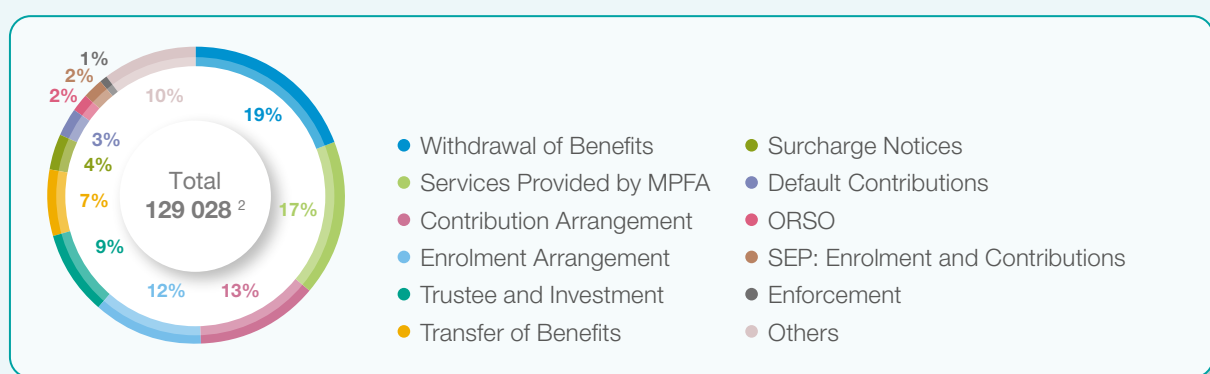 1%
2%
2%
10%
19%
3%
4%
Total
129 028 2
7%
17%
9%
12%
13%
Withdrawal of Benefits
Services Provided by MPFA
Contribution Arrangement
Enrolment Arrangement
Trustee and Investment
Transfer of Benefits
Surcharge Notices
Default Contributions
ORSO
SEP: Enrolment and Contributions
Enforcement
Others